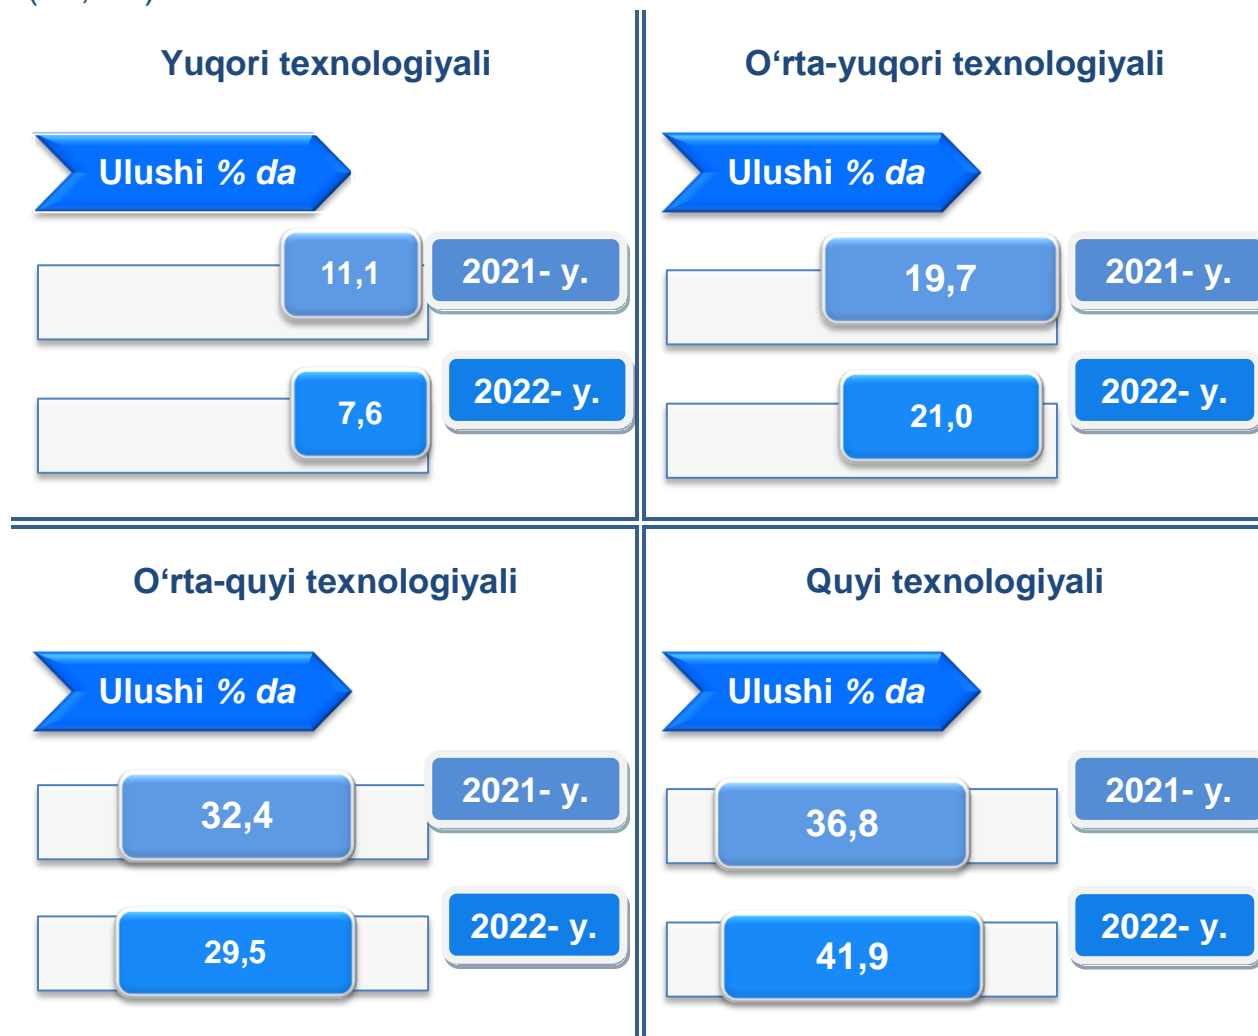 Yuqori texnologiyali
Ulushi % da
11,1
2021- y.
7,6
2022- y.
O‘rta-yuqori texnologiyali
Ulushi % da
19,7
2021- y.
21,0
2022- y.
O‘rta-quyi texnologiyali
Ulushi % da
32,4
2021- y.
29,5
2022- y.
Quyi texnologiyali
Ulushi % da
36,8
2021- y.
41,9
2022- y.